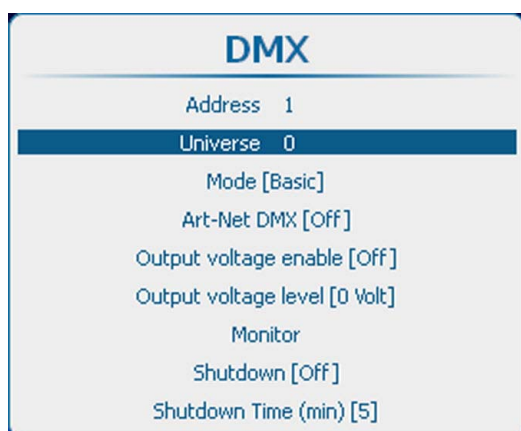 DMX
Address 1
Universe 0
Mode [Basic]
Art-Net DMX [Off]
Output voltage enable [Off]
Output voltage level [0 Volt]
Monitor
Shutdown [Off]
Shutdown Time (min) [5]